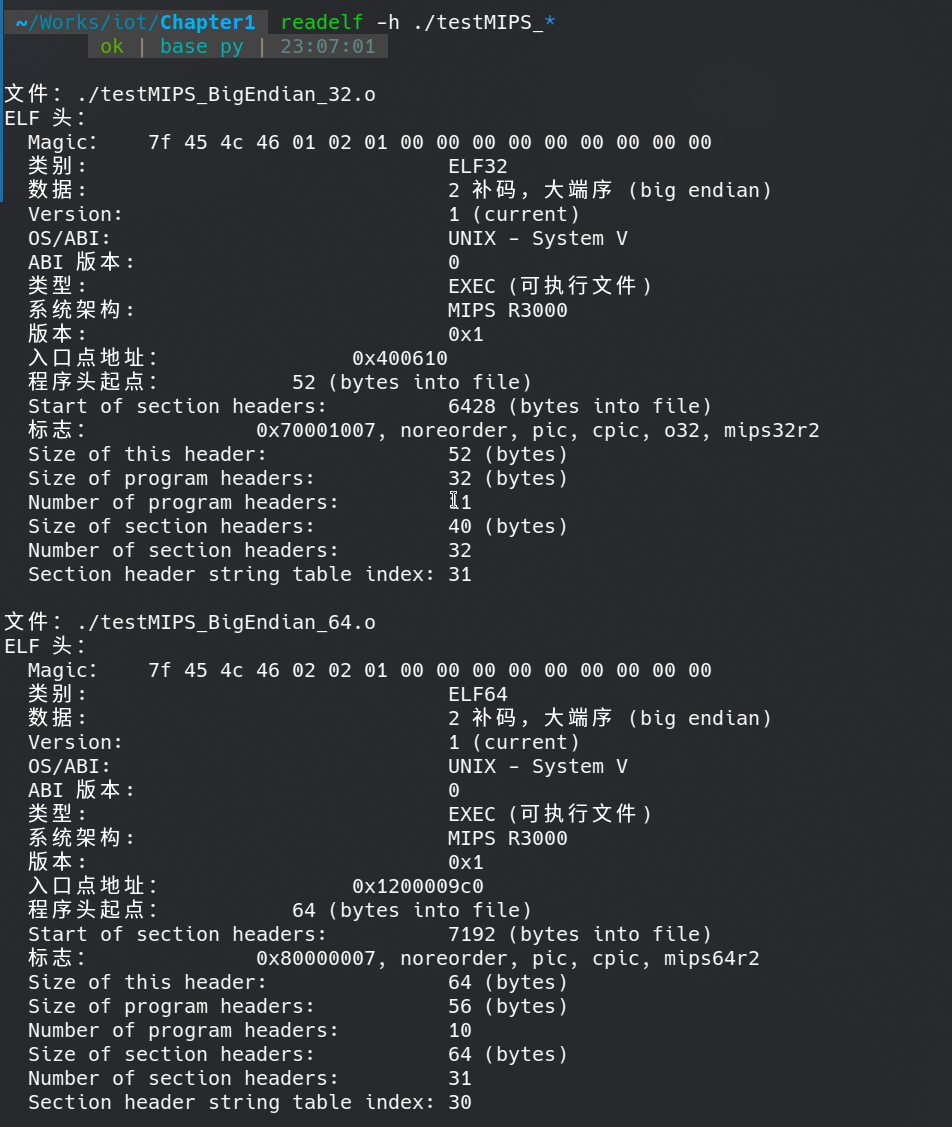 ~/Works/iot/Chapter1 readelf -h ./testMIPS_*
ok | base py | 23:07:01
文件：./testMIPS_BigEndian_32.o
ELF 头：
Magic： 7f 45 4c 46 01 02 01 00 00 00 00 00 00 00 00 00
类别: ELF32
数据: 2 补码，大端序 (big endian)
Version: 1 (current)
OS/ABI: UNIX - System V
ABI 版本: 0
类型: EXEC (可执行文件)
系统架构: MIPS R3000
版本: 0x1
入口点地址： 0x400610
程序头起点： 52 (bytes into file)
Start of section headers: 6428 (bytes into file)
标志： 0x70001007, noreorder, pic, cpic, o32, mips32r2
Size of this header: 52 (bytes)
Size of program headers: 32 (bytes)
Number of program headers: 11
Size of section headers: 40 (bytes)
Number of section headers: 32
Section header string table index: 31
文件：./testMIPS_BigEndian_64.o
ELF 头：
Magic： 7f 45 4c 46 02 02 01 00 00 00 00 00 00 00 00 00
类别: ELF64
数据: 2 补码，大端序 (big endian)
Version: 1 (current)
OS/ABI: UNIX - System V
ABI 版本: 0
类型: EXEC (可执行文件)
系统架构: MIPS R3000
版本: 0x1
入口点地址： 0x1200009c0
程序头起点： 64 (bytes into file)
Start of section headers: 7192 (bytes into file)
标志： 0x80000007, noreorder, pic, cpic, mips64r2
Size of this header: 64 (bytes)
Size of program headers: 56 (bytes)
Number of program headers: 10
Size of section headers: 64 (bytes)
Number of section headers: 31
Section header string table index: 30